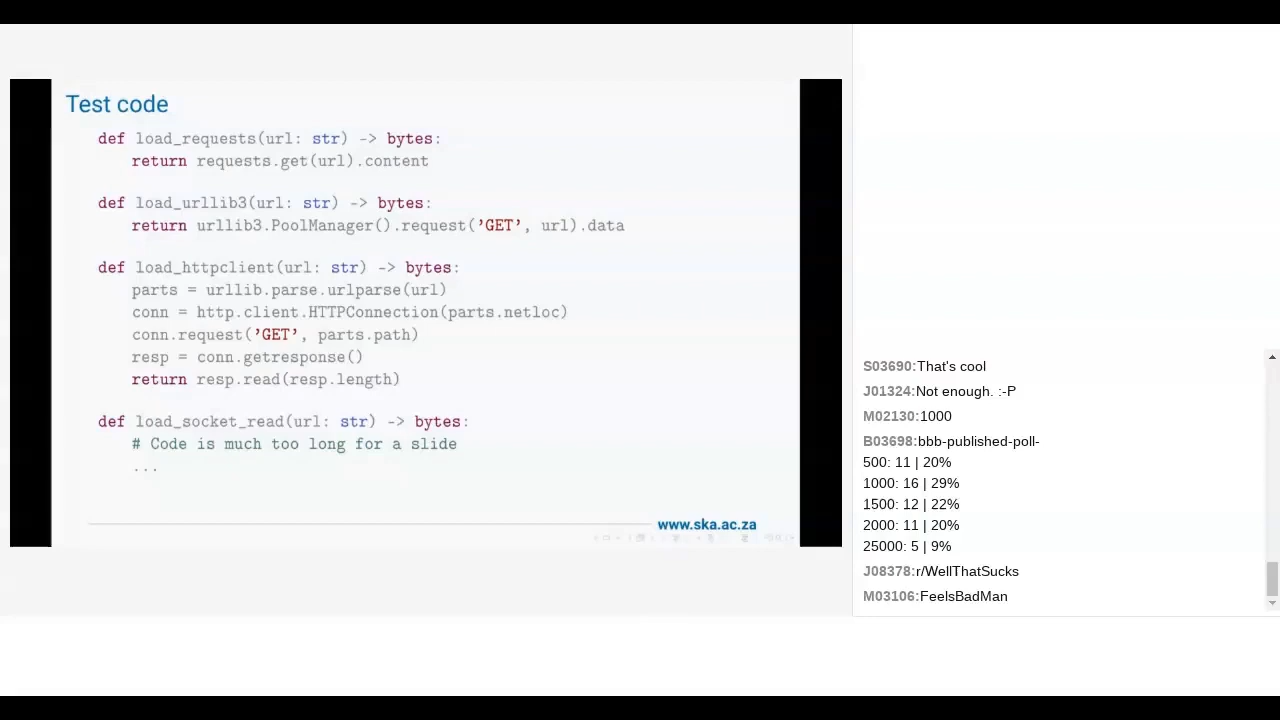 Test code
def load_requests(url: str) -> bytes:
return requests.get(url).content
def load_urllib3(url: str) -> bytes:
return urllib3.PoolManager().request('GET', url).data
def load_httpclient(url: str) -> bytes:
parts = urllib.parse.urlparse(url)
conn = http.client.HTTPConnection(parts.netloc)
conn.request('GET', parts.path)
resp = conn.getresponse()
return resp.read(resp.length)
def load_socket_read(url: str) -> bytes:
# Code is much too long for a slide
...
www.ska.ac.za
S03690:That's cool
J01324:Not enough. :-P
M02130:1000
B03698:bbb-published-poll-
500: 11 | 20%
1000: 16 | 29%
1500: 12 | 22%
2000: 11 | 20%
25000: 5 | 9%
J08378:r/WellThatSucks
M03106:FeelsBadMan